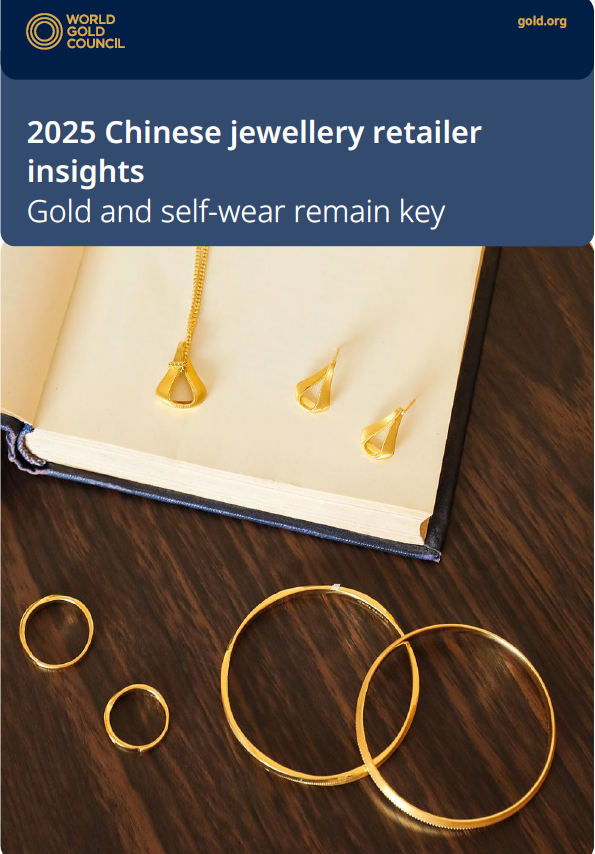 WORLD
GOLD
COUNCIL
gold.org
2025 Chinese jewellery retailer
insights
Gold and self-wear remain key